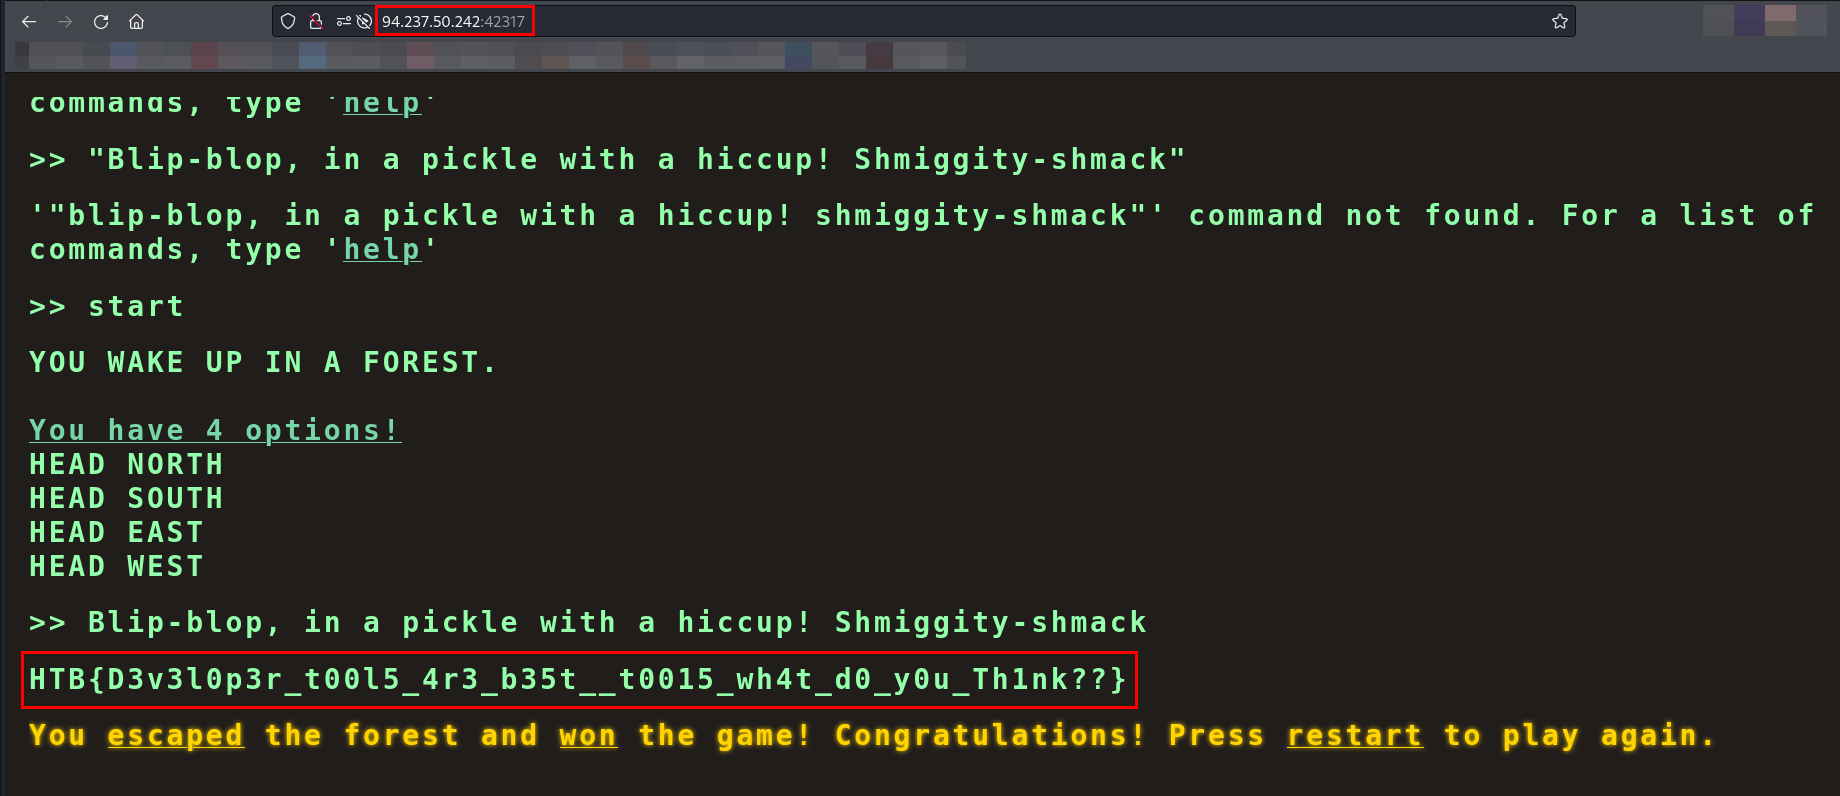 94.237.50.242:42317
commands, type 'help'
>> "Blip-blop, in a pickle with a hiccup! Shmiggity-shmack"
'"blip-blop, in a pickle with a hiccup! shmiggity-shmack"' command not found. For a list of
commands, type 'help'
>> start
YOU WAKE UP IN A FOREST.
You have 4 options!
HEAD NORTH
HEAD SOUTH
HEAD EAST
HEAD WEST
>> Blip-blop, in a pickle with a hiccup! Shmiggity-shmack
HTB{D3v3l0p3r_t00l5_4r3_b35t__t0015_wh4t_d0_y0u_Th1nk??}
You escaped the forest and won the game! Congratulations! Press restart to play again.